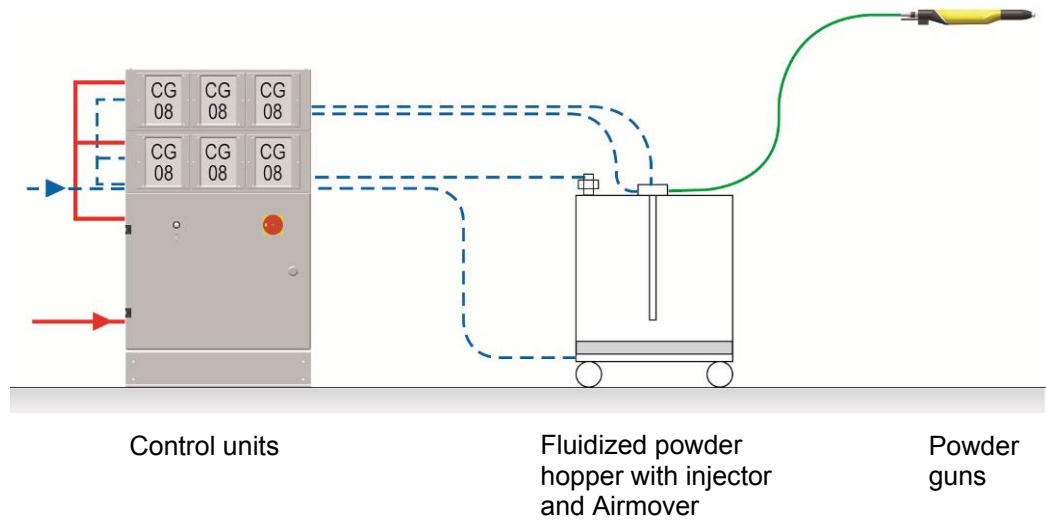 CG CG CG
08 08 08
CG CG CG
08 08 08
Control units
Fluidized powder
hopper with injector
and Airmover
Powder
guns